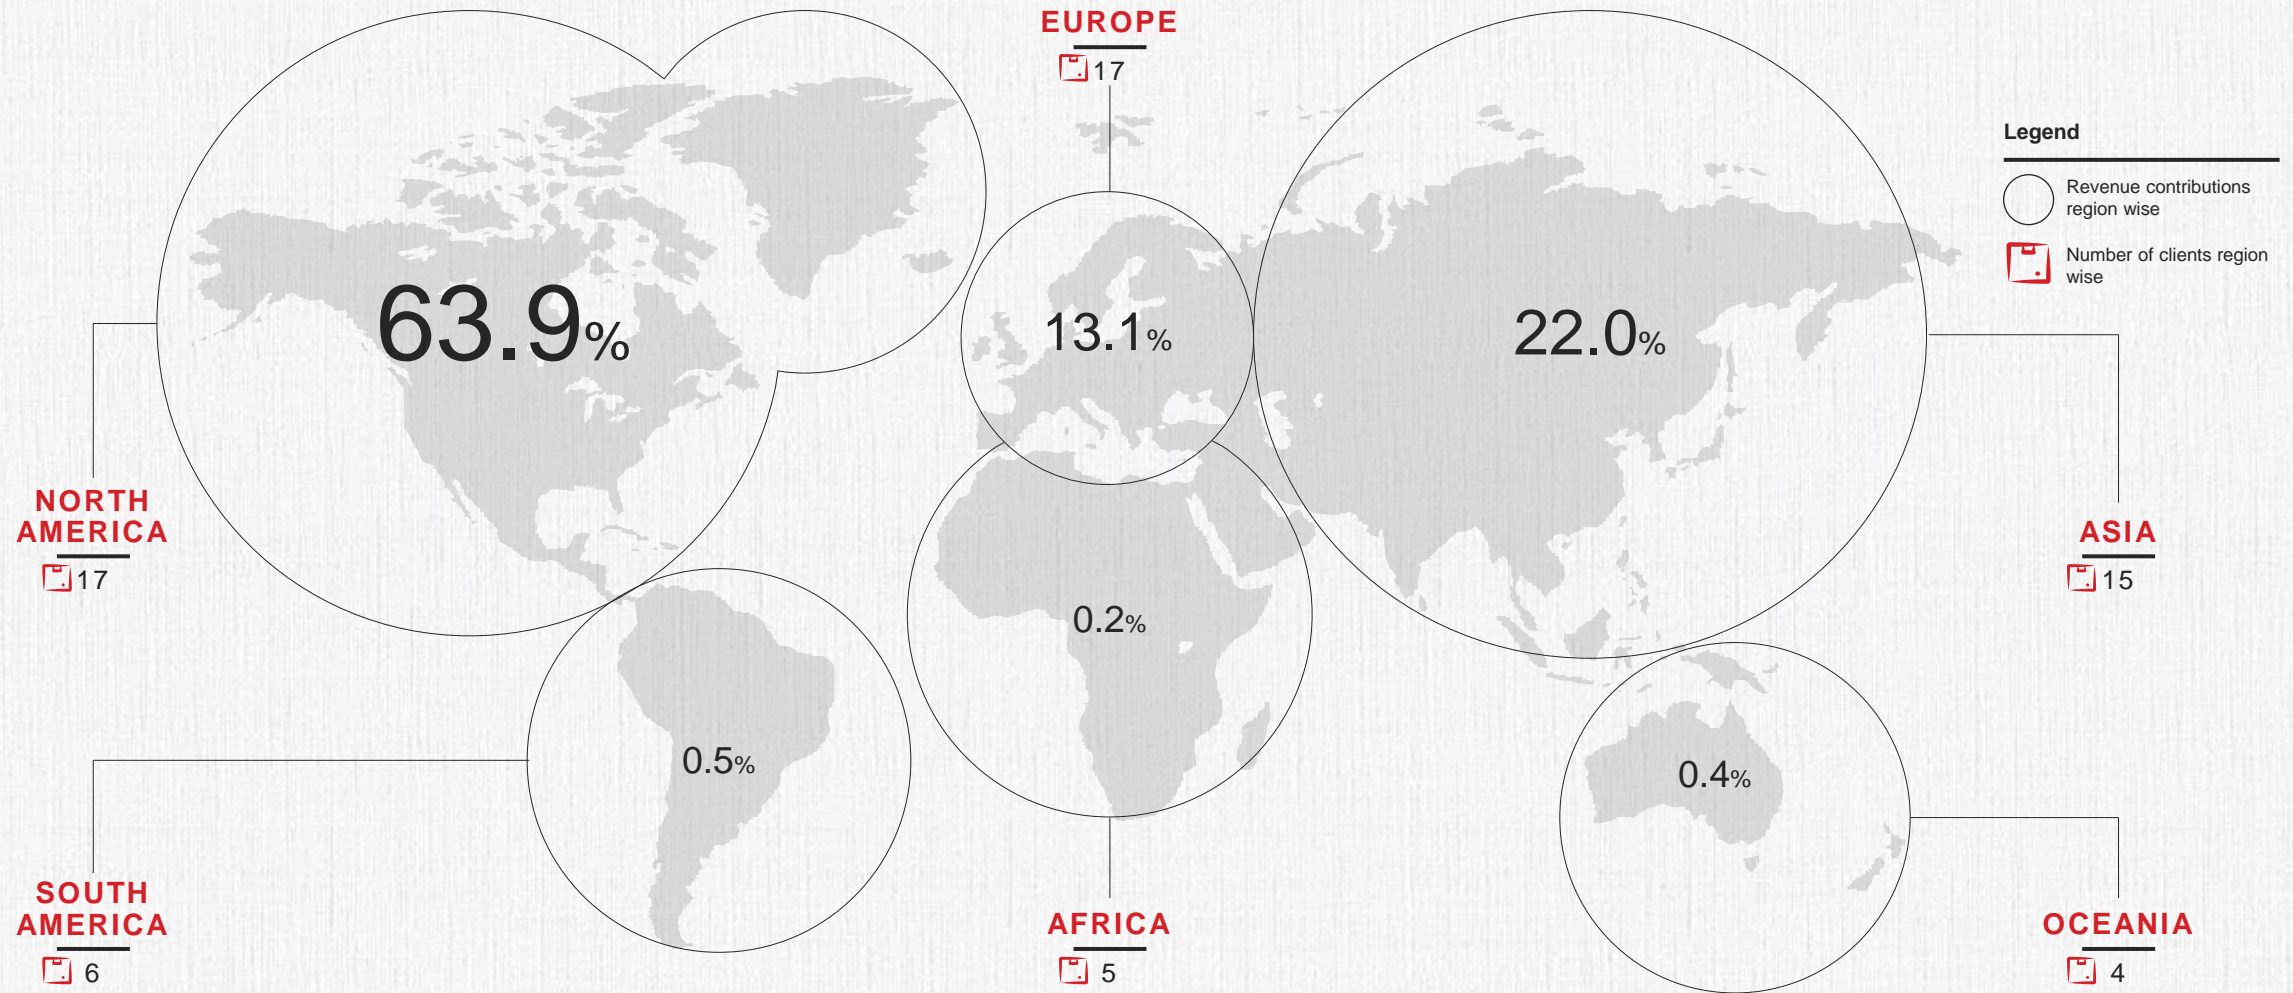 EUROPE
17
Legend
Revenue contributions
region wise
Number of clients region
wise
63.9%
13.1%
22.0%
NORTH
AMERICA
17
ASIA
15
0.2%
0.5%
0.4%
SOUTH
AMERICA
6
AFRICA
5
OCEANIA
4